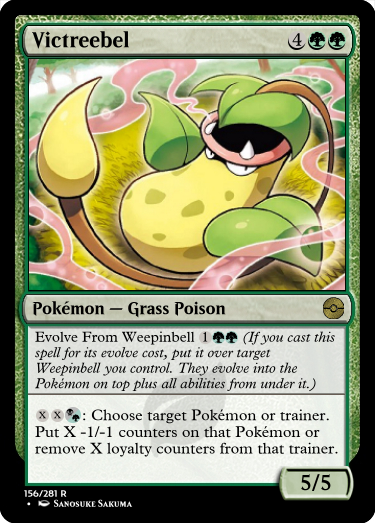 Victreebel 4
Pokémon — Grass Poison
Evolve From Weepinbell 1 (If you cast this
spell for its evolve cost, put it over target
Weepinbell you control. They evolve into the
Pokémon on top plus all abilities from under it.)
X X : Choose target Pokémon or trainer.
Put X -1/-1 counters on that Pokémon or
remove X loyalty counters from that trainer.
5/5
156/281 R
• Sanosuke Sakuma